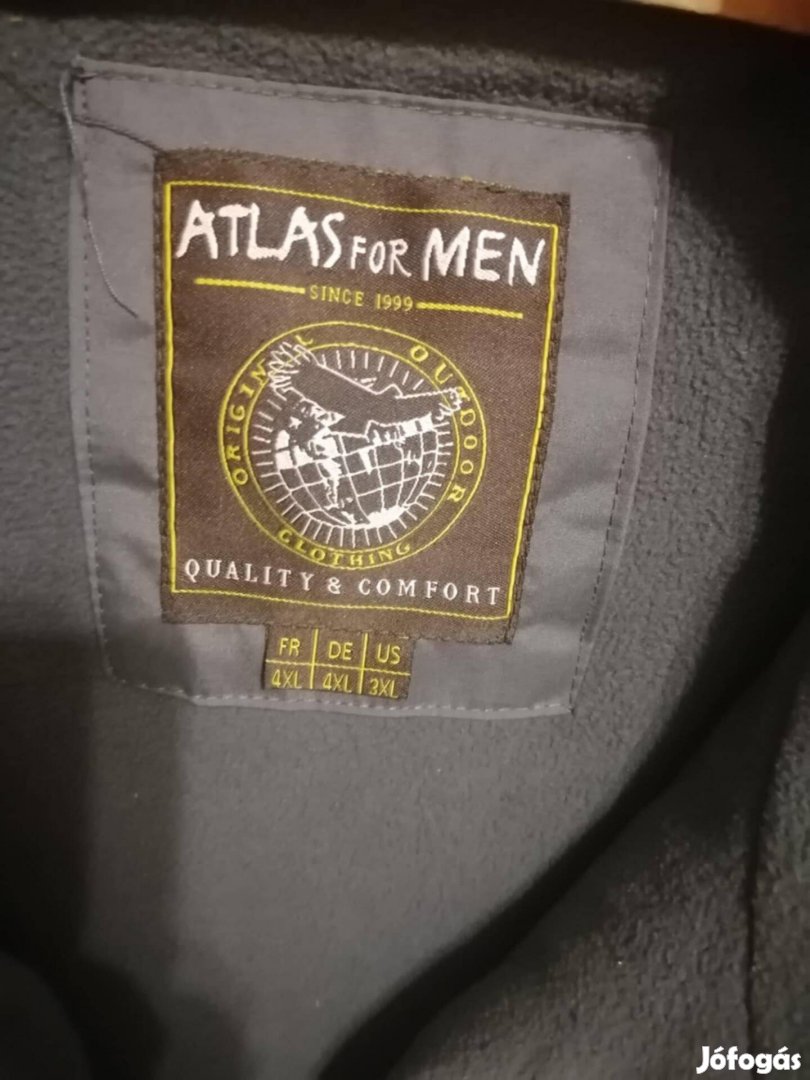 ATLAS FOR MEN
SINCE 1999
ORIGINAL OUTDOOR
CLOTHING
QUALITY & COMFORT
FR DE US
4XL 4XL 3XL
Jófogás